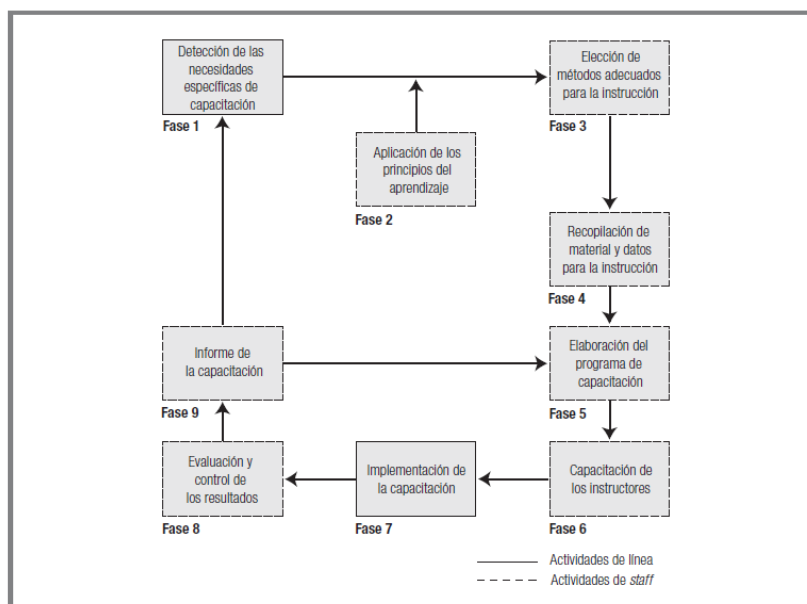 Detección de las
necesidades
específicas de
capacitación
Fase 1
Aplicación de los
principios del
aprendizaje
Fase 2
Elección de
métodos adecuados
para la instrucción
Fase 3
Recopilación de
material y datos
para la instrucción
Fase 4
Elaboración del
programa de
capacitación
Fase 5
Capacitación de
los instructores
Fase 6
Implementación de
la capacitación
Fase 7
Evaluación y
control de
los resultados
Fase 8
Informe de
la capacitación
Fase 9
Actividades de línea
Actividades de staff